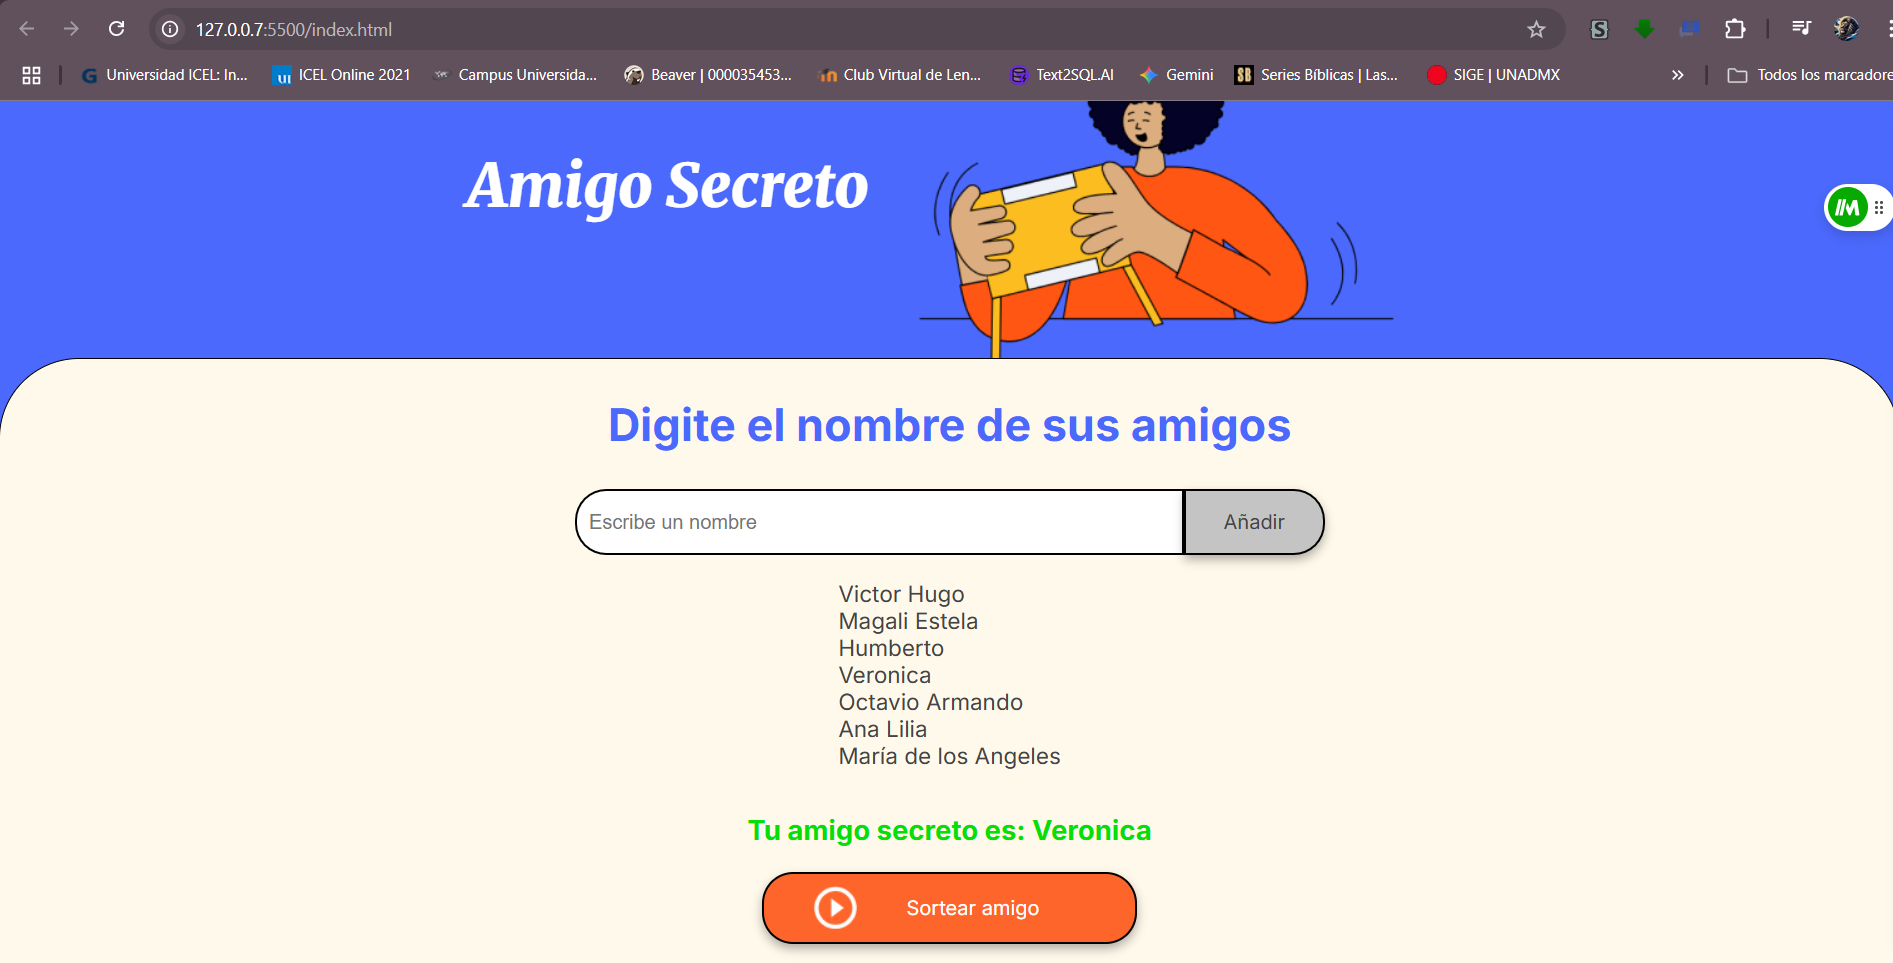 127.0.0.7:5500/index.html
Universidad ICEL: In... ICEL Online 2021 Campus Universida... Beaver | 000035453... Club Virtual de Len... Text2SQL.AI Gemini Series Bíblicas | Las... SIGE | UNADMX » Todos los marcadore
Amigo Secreto
Digite el nombre de sus amigos
Escribe un nombre Añadir
Victor Hugo
Magali Estela
Humberto
Veronica
Octavio Armando
Ana Lilia
María de los Angeles
Tu amigo secreto es: Veronica
Sortear amigo